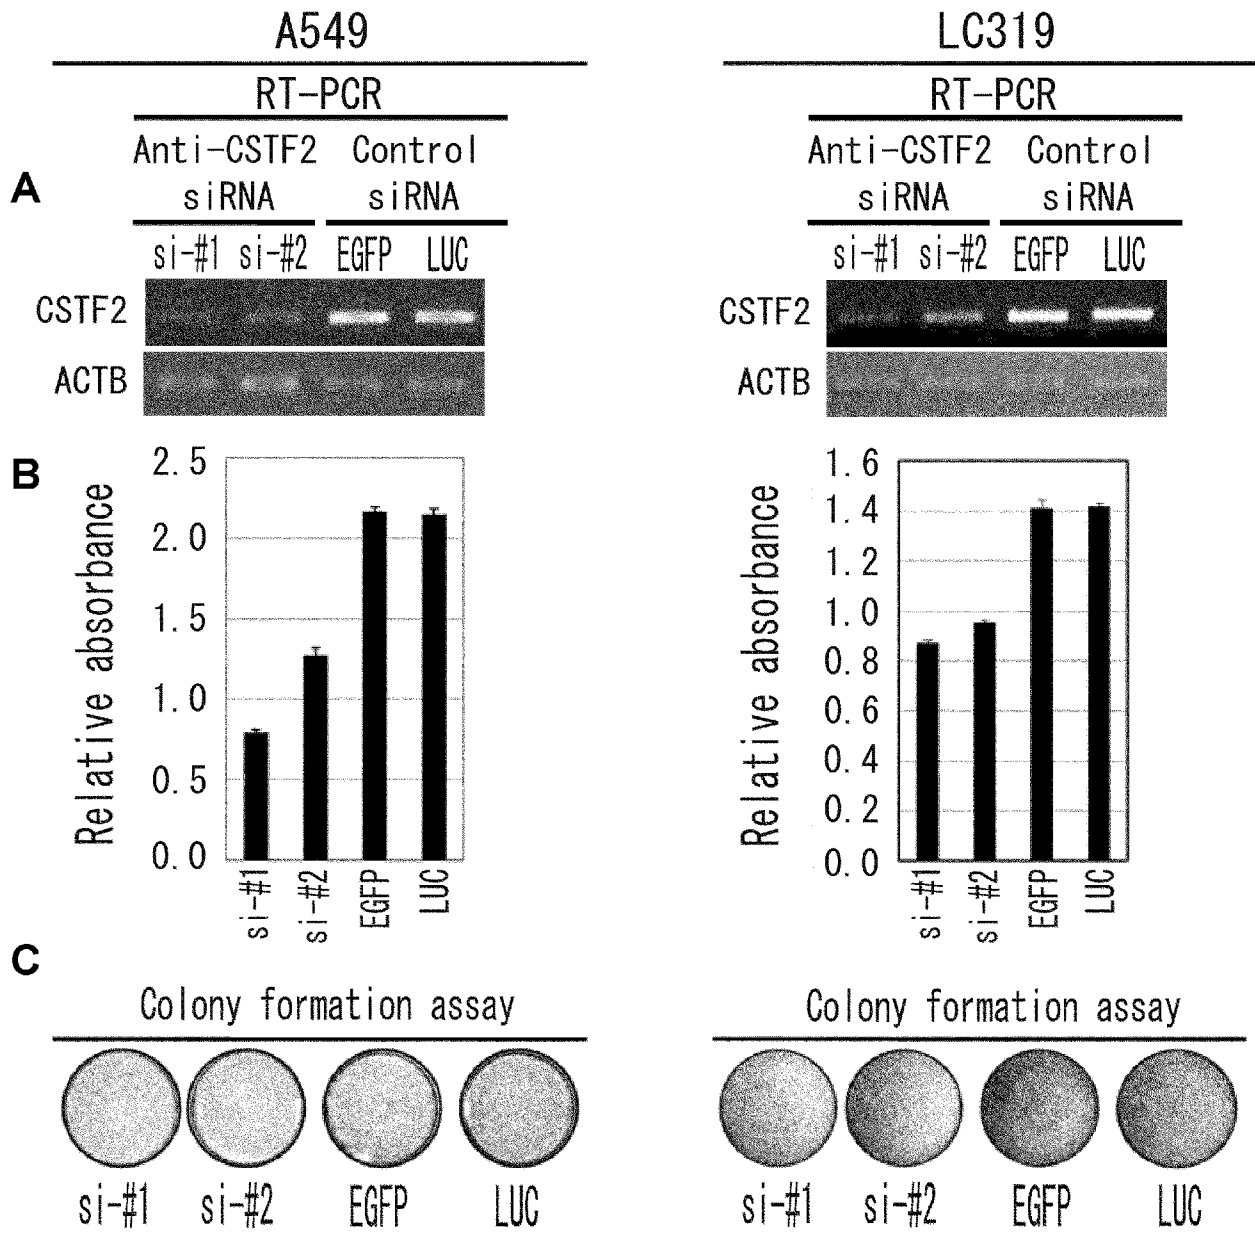 A549
RT-PCR
Anti-CSTF2 Control
siRNA siRNA
si-#1 si-#2 EGFP LUC
CSTF2
ACTB
LC319
RT-PCR
Anti-CSTF2 Control
siRNA siRNA
si-#1 si-#2 EGFP LUC
CSTF2
ACTB
A
B
Relative absorbance
2.5
2.0
1.5
1.0
0.5
0.0
si-#1 si-#2 EGFP LUC
Relative absorbance
1.6
1.4
1.2
1.0
0.8
0.6
0.4
0.2
0.0
si-#1 si-#2 EGFP LUC
C
Colony formation assay
si-#1 si-#2 EGFP LUC
Colony formation assay
si-#1 si-#2 EGFP LUC